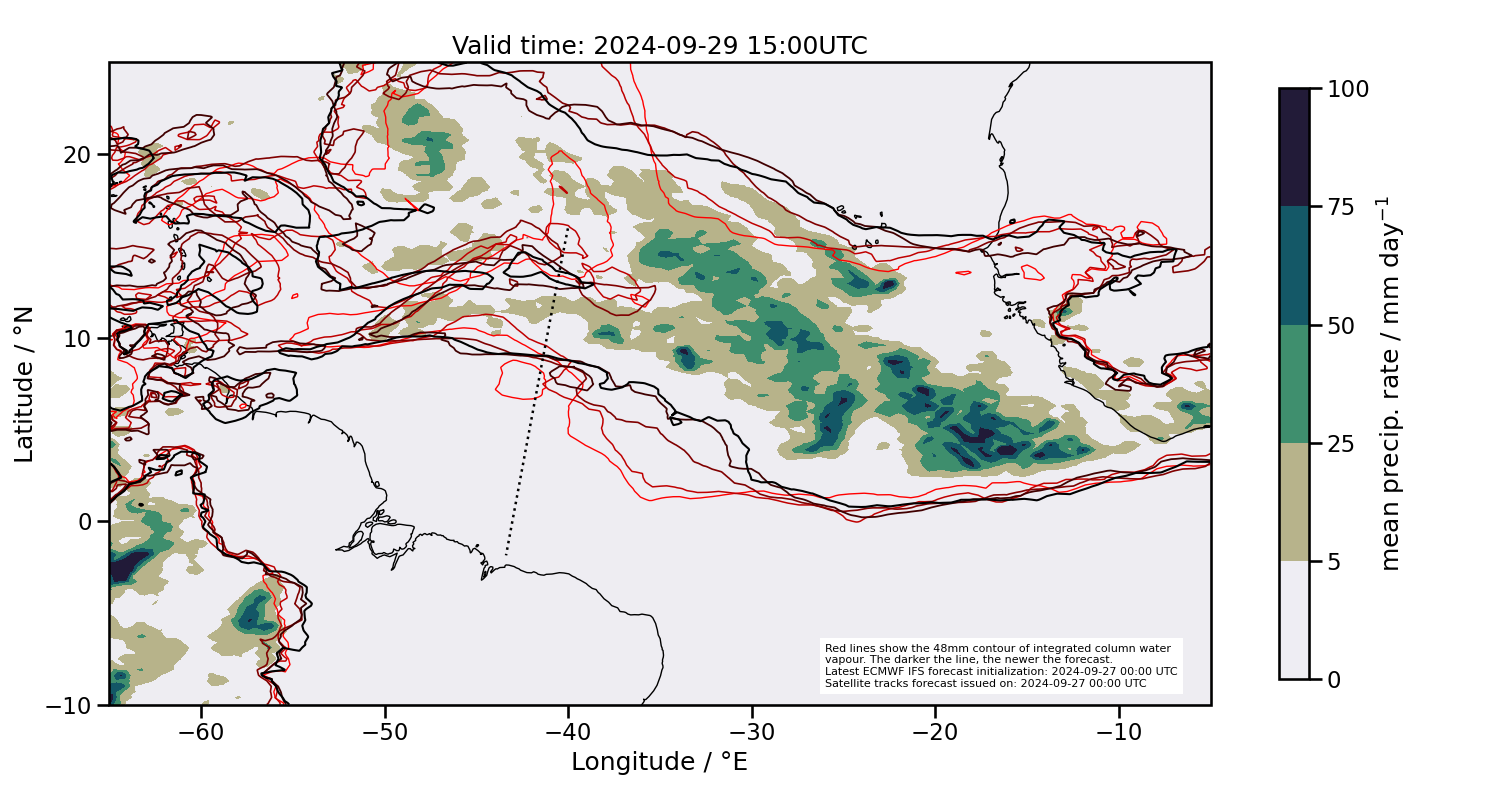 Valid time: 2024-09-29 15:00UTC
Latitude / °N
20
10
0
−10
−60
−50
−40
−30
−20
−10
Longitude / °E
Red lines show the 48mm contour of integrated column water
vapour. The darker the line, the newer the forecast.
Latest ECMWF IFS forecast initialization: 2024-09-27 00:00 UTC
Satellite tracks forecast issued on: 2024-09-27 00:00 UTC
100
75
50
25
5
0
mean precip. rate / mm day⁻¹